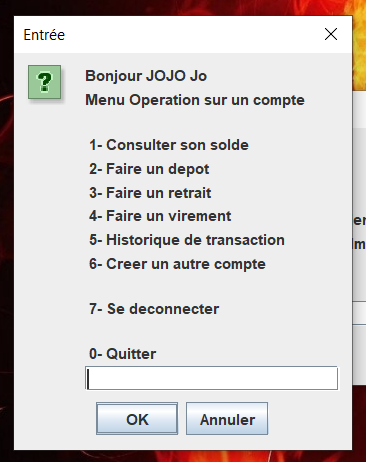 Entrée
Bonjour JOJO Jo
Menu Operation sur un compte
1- Consulter son solde
2- Faire un depot
3- Faire un retrait
4- Faire un virement
5- Historique de transaction
6- Creer un autre compte
7- Se deconnecter
0- Quitter
OK
Annuler